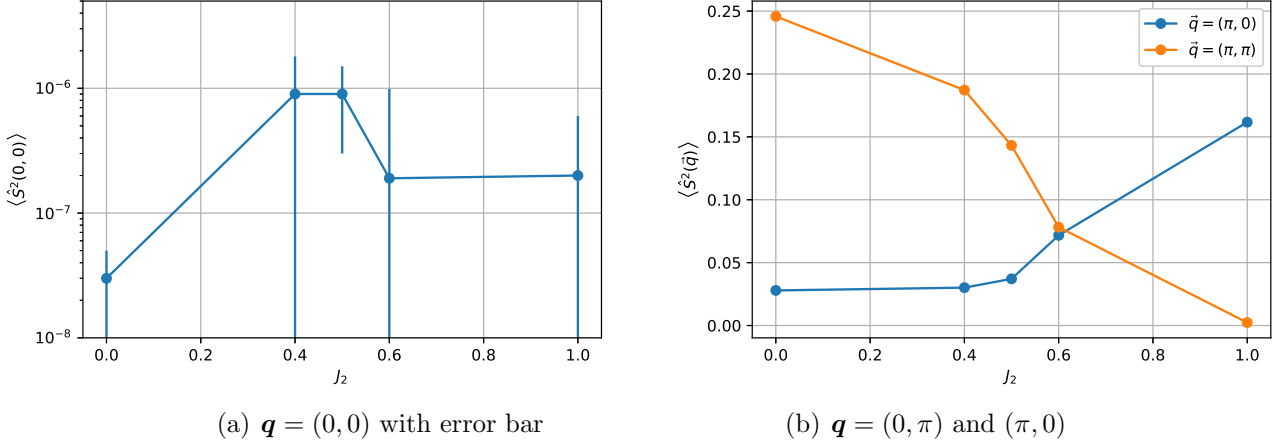 10⁻⁶
10⁻⁷
10⁻⁸
⟨Ŝ²(0, 0)⟩
0.0 0.2 0.4 0.6 0.8 1.0
J₂
(a) q = (0, 0) with error bar
q⃗ = (π, 0)
q⃗ = (π, π)
0.25
0.20
0.15
0.10
0.05
0.00
⟨Ŝ²(q⃗)⟩
0.0 0.2 0.4 0.6 0.8 1.0
J₂
(b) q = (0, π) and (π, 0)